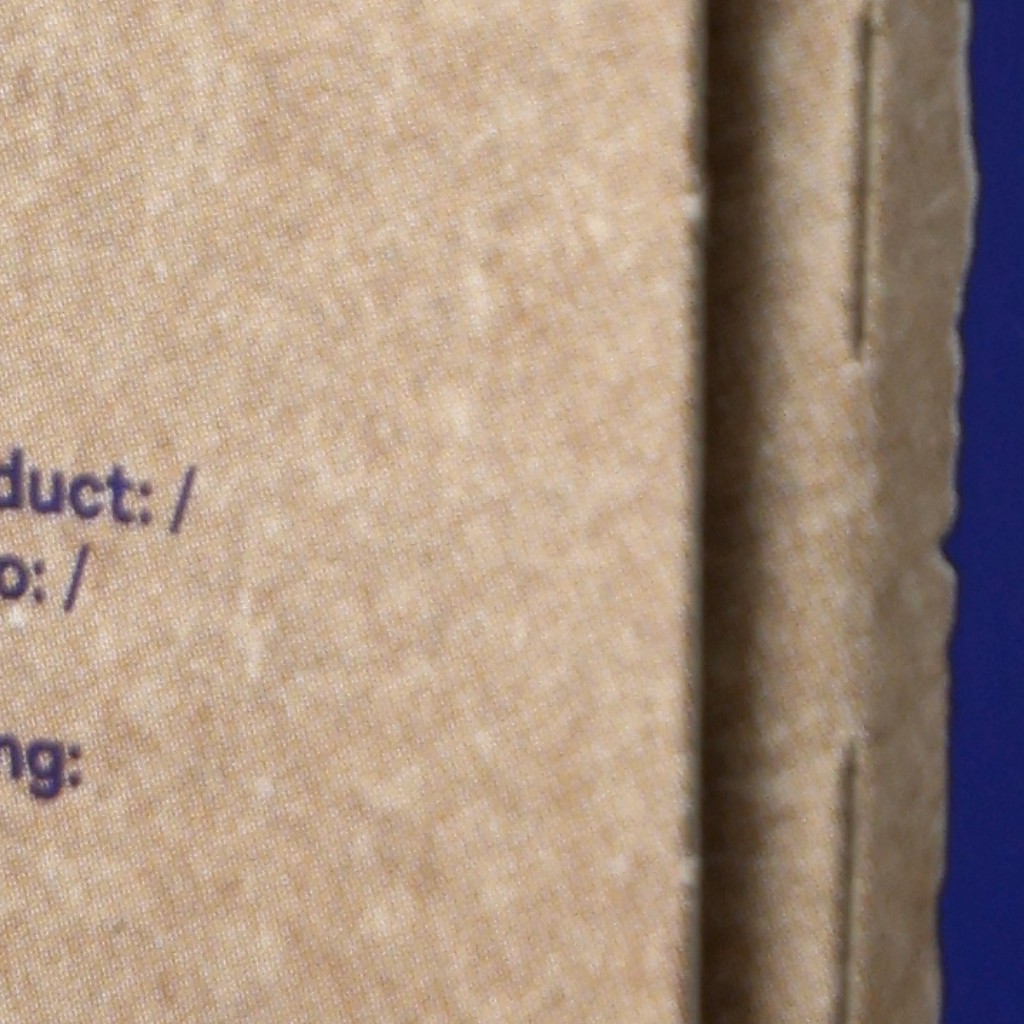 duct: /
o: /
ng: